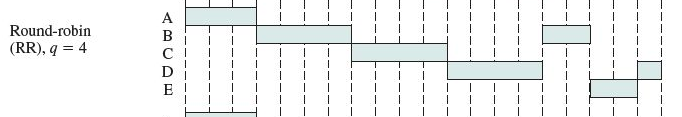 Round-robin
(RR), q = 4
A
B
C
D
E